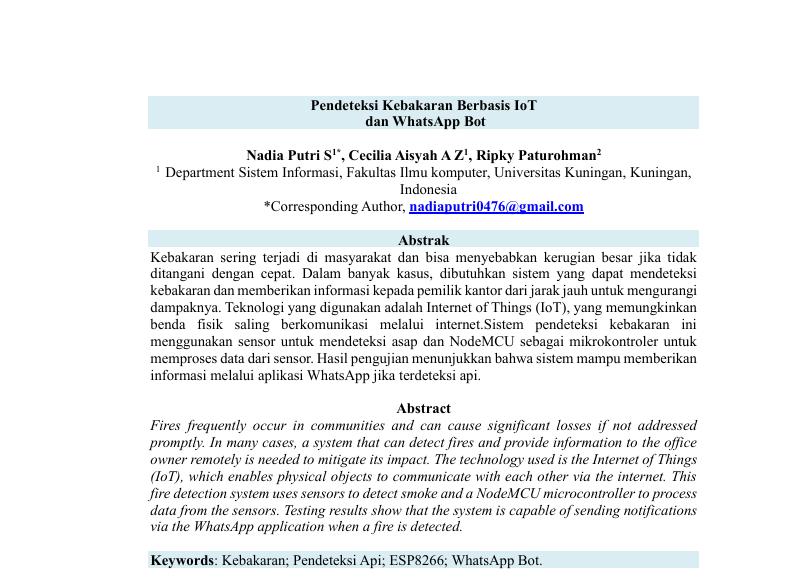 Pendeteksi Kebakaran Berbasis IoT
dan WhatsApp Bot
Nadia Putri S¹*, Cecilia Aisyah A Z¹, Ripky Paturohman²
¹ Department Sistem Informasi, Fakultas Ilmu komputer, Universitas Kuningan, Kuningan,
Indonesia
*Corresponding Author, nadiaputri0476@gmail.com
Abstrak
Kebakaran sering terjadi di masyarakat dan bisa menyebabkan kerugian besar jika tidak
ditangani dengan cepat. Dalam banyak kasus, dibutuhkan sistem yang dapat mendeteksi
kebakaran dan memberikan informasi kepada pemilik kantor dari jarak jauh untuk mengurangi
dampaknya. Teknologi yang digunakan adalah Internet of Things (IoT), yang memungkinkan
benda fisik saling berkomunikasi melalui internet.Sistem pendeteksi kebakaran ini
menggunakan sensor untuk mendeteksi asap dan NodeMCU sebagai mikrokontroler untuk
memproses data dari sensor. Hasil pengujian menunjukkan bahwa sistem mampu memberikan
informasi melalui aplikasi WhatsApp jika terdeteksi api.
Abstract
Fires frequently occur in communities and can cause significant losses if not addressed
promptly. In many cases, a system that can detect fires and provide information to the office
owner remotely is needed to mitigate its impact. The technology used is the Internet of Things
(IoT), which enables physical objects to communicate with each other via the internet. This
fire detection system uses sensors to detect smoke and a NodeMCU microcontroller to process
data from the sensors. Testing results show that the system is capable of sending notifications
via the WhatsApp application when a fire is detected.
Keywords: Kebakaran; Pendeteksi Api; ESP8266; WhatsApp Bot.